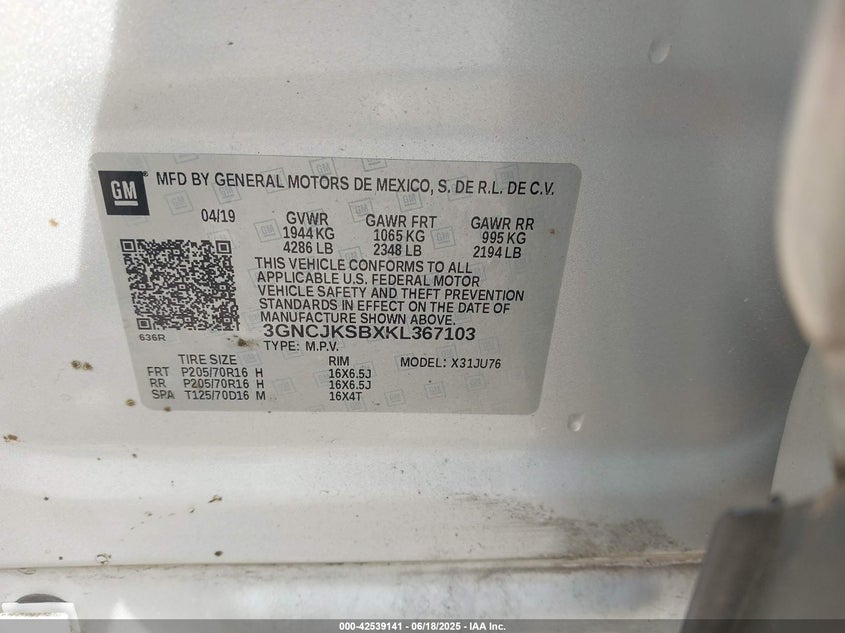 GM
MFD BY GENERAL MOTORS DE MEXICO, S. DE R.L. DE C.V.
04/19 GVWR GAWR FRT GAWR RR
1944 KG 1065 KG 995 KG
4286 LB 2348 LB 2194 LB
THIS VEHICLE CONFORMS TO ALL
APPLICABLE U.S. FEDERAL MOTOR
VEHICLE SAFETY AND THEFT PREVENTION
STANDARDS IN EFFECT ON THE DATE OF
MANUFACTURE SHOWN ABOVE.
636R
3GNCJKSBXKL367103
TYPE: M.P.V.
TIRE SIZE RIM MODEL: X31JU76
FRT P205/70R16 H 16X6.5J
RR P205/70R16 H 16X6.5J
SPA T125/70D16 M 16X4T
000-42539141 / 06/18/2025 - IAA Inc.